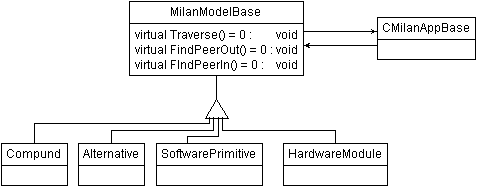 MilanModelBase
CMilanAppBase
virtual Traverse() = 0 : void
virtual FindPeerOut() = 0 : void
virtual FIndPeerIn() = 0 : void
Compund
Alternative
SoftwarePrimitive
HardwareModule